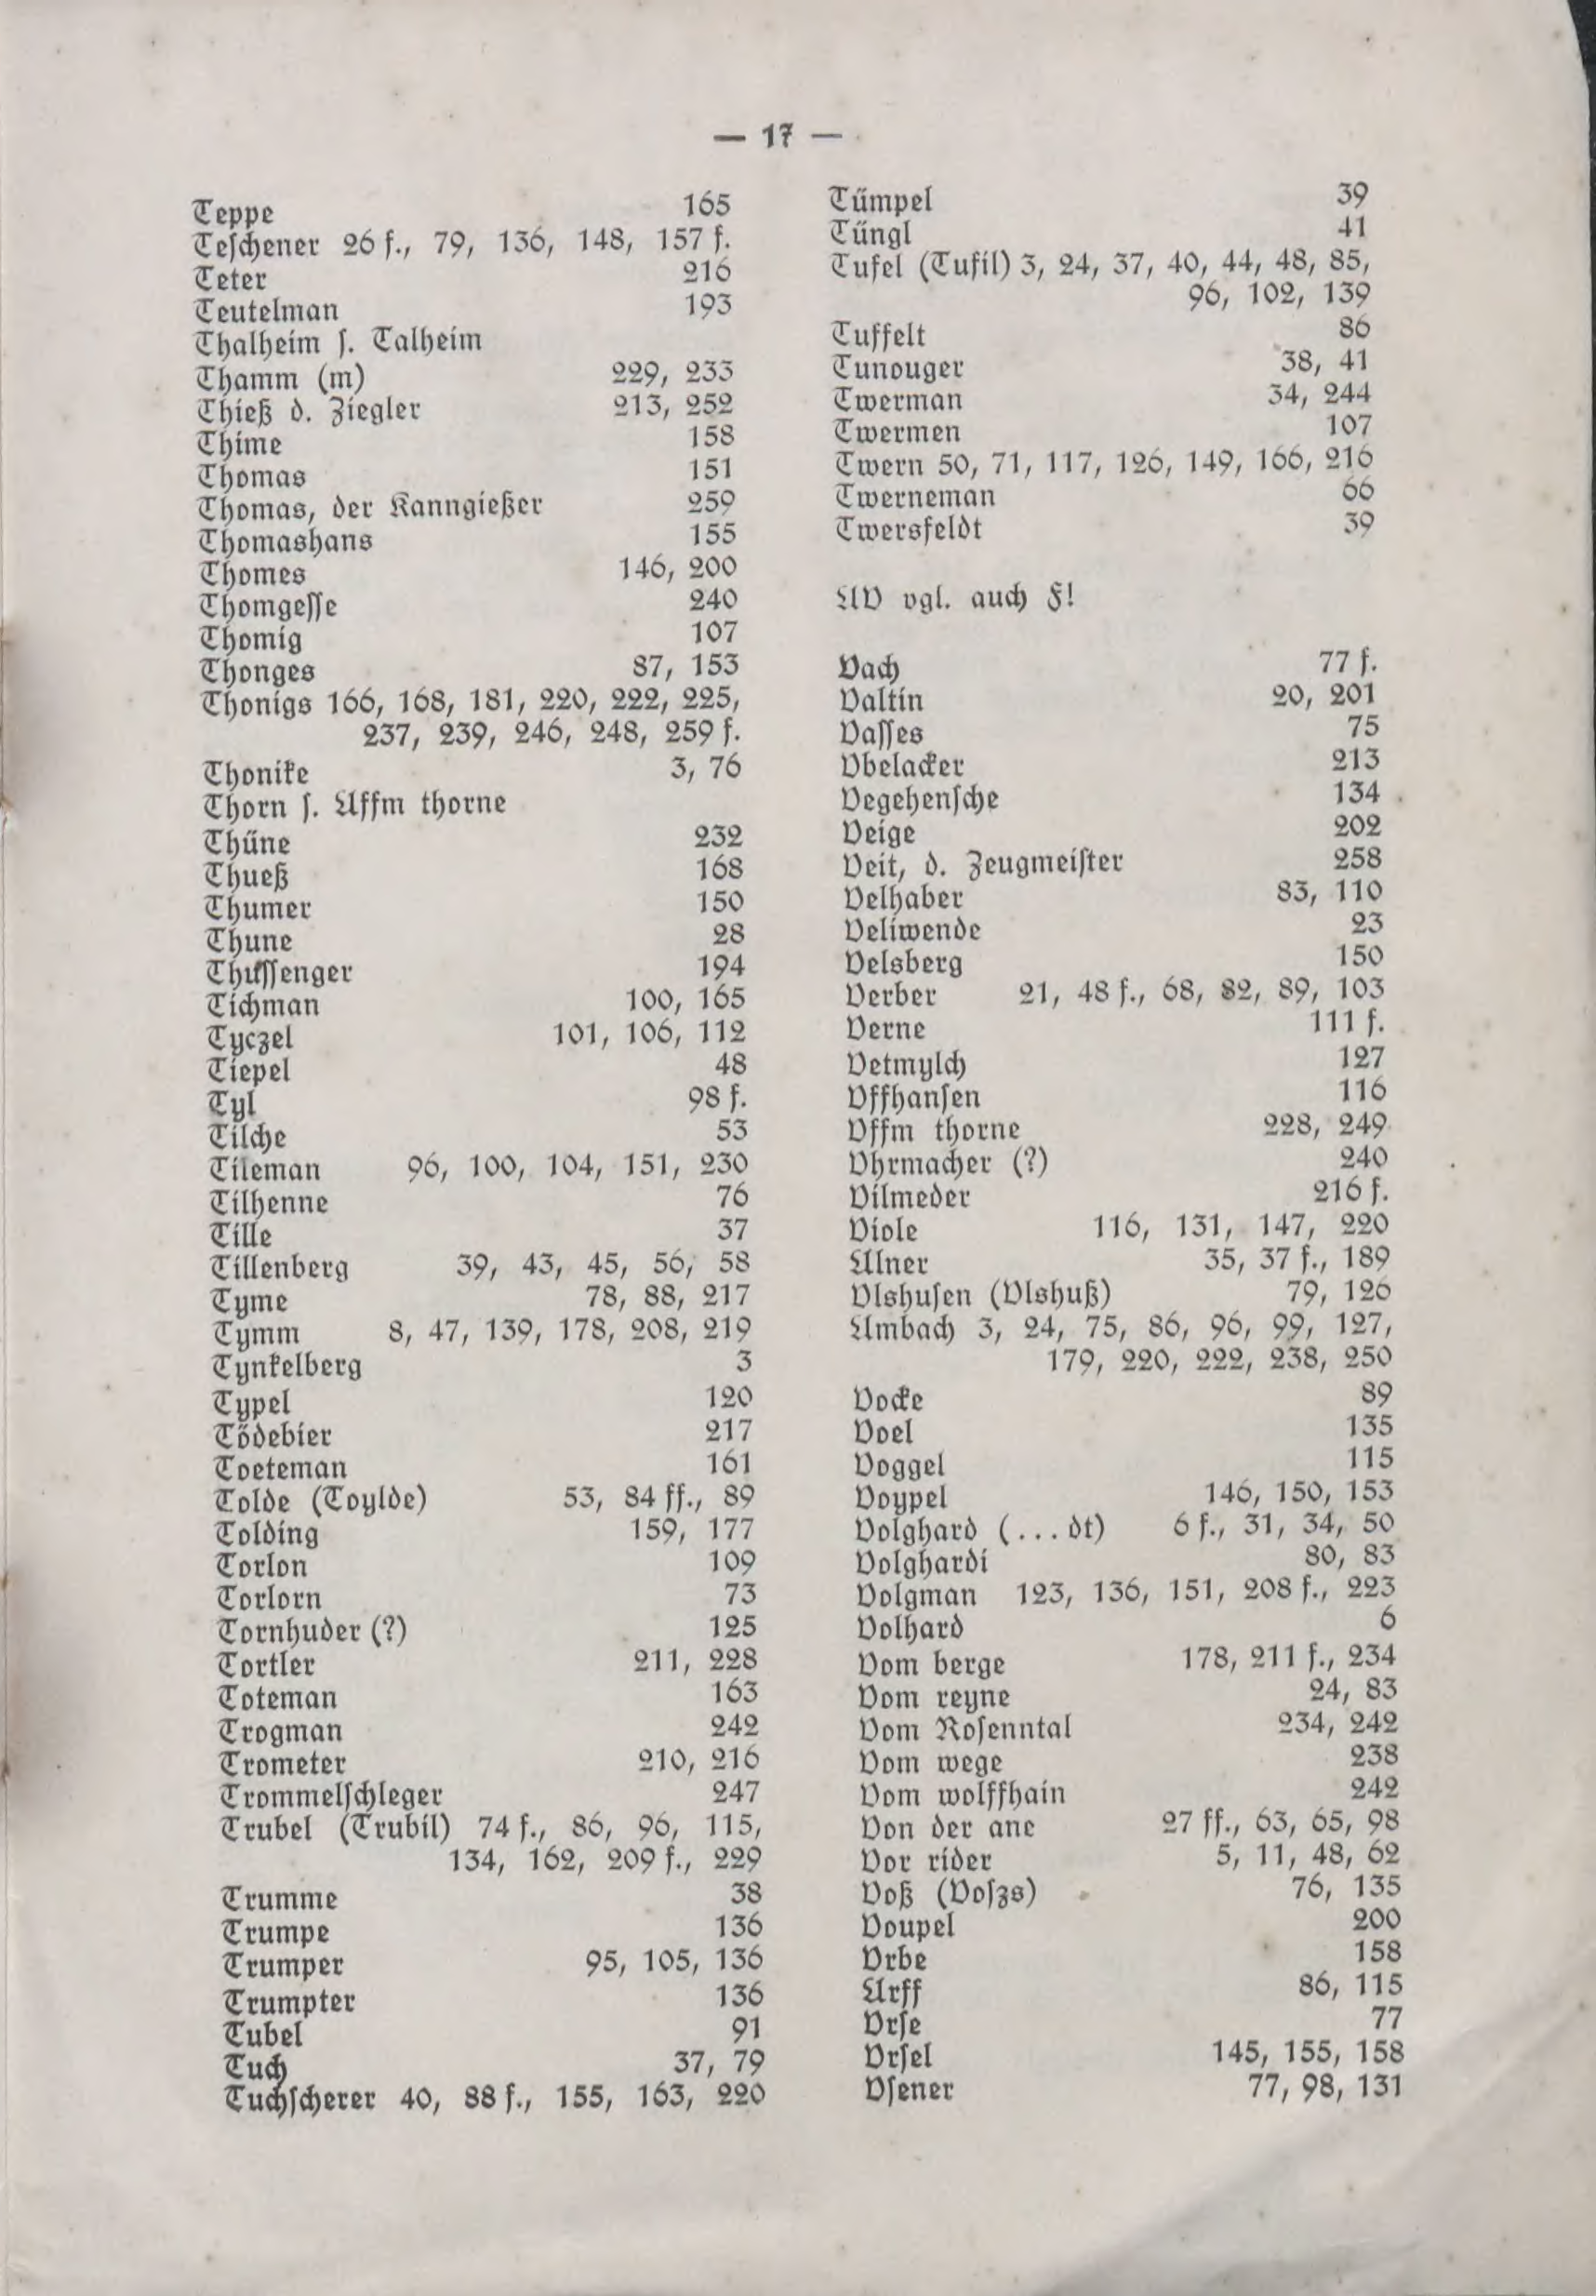 — 17 —
Teppe 165
Teſchener 26 f., 79, 136, 148, 157 f.
Teter 216
Teutelman 193
Thalheim ſ. Talheim
Thamm (m) 229, 233
Thieß d. Ziegler 213, 252
Thime 158
Thomas 151
Thomas, der Kanngießer 259
Thomashans 155
Thomes 146, 200
Thomgeſſe 240
Thomig 107
Thonges 87, 153
Thonigs 166, 168, 181, 220, 222, 225,
237, 239, 246, 248, 259 f.
Thonike 3, 76
Thorn ſ. Uffm thorne
Thüne 232
Thueß 168
Thumer 150
Thune 28
Thuſſenger 194
Tichman 100, 165
Tyczel 101, 106, 112
Tiepel 48
Tyl 98 f.
Tilche 53
Tileman 96, 100, 104, 151, 230
Tilhenne 76
Tille 37
Tillenberg 39, 43, 45, 56, 58
Tyme 78, 88, 217
Tymm 8, 47, 139, 178, 208, 219
Tynkelberg 3
Typel 120
Tödebier 217
Toeteman 161
Tolde (Toylde) 53, 84 ff., 89
Tolding 159, 177
Torlon 109
Torlorn 73
Tornhuder (?) 125
Tortler 211, 228
Toteman 163
Trogman 242
Trometer 210, 216
Trommelſchleger 247
Trubel (Trubil) 74 f., 86, 96, 115,
134, 162, 209 f., 229
Trumme 38
Trumpe 136
Trumper 95, 105, 136
Trumpter 136
Tubel 91
Tuch 37, 79
Tuchſcherer 40, 88 f., 155, 163, 220
Tümpel 39
Tüngl 41
Tufel (Tufil) 3, 24, 37, 40, 44, 48, 85,
96, 102, 139
Tuffelt 86
Tunouger 38, 41
Twerman 34, 244
Twermen 107
Twern 50, 71, 117, 126, 149, 166, 216
Twerneman 66
Twersfeldt 39
UV vgl. auch F!
Vach 77 f.
Valtin 20, 201
Vaſſes 75
Vbelacker 213
Vegehenſche 134
Veige 202
Veit, d. Zeugmeiſter 258
Velhaber 83, 110
Veliwende 23
Velsberg 150
Verber 21, 48 f., 68, 82, 89, 103
Verne 111 f.
Vetmylch 127
Vffhanſen 116
Vffm thorne 228, 249
Vhrmacher (?) 240
Vilmeder 216 f.
Viole 116, 131, 147, 220
Ulner 35, 37 f., 189
Vlshuſen (Vlshuß) 79, 126
Umbach 3, 24, 75, 86, 96, 99, 127,
179, 220, 222, 238, 250
Vocke 89
Voel 135
Voggel 115
Voypel 146, 150, 153
Volghard (...dt) 6 f., 31, 34, 50
Volghardi 80, 83
Volgman 123, 136, 151, 208 f., 223
Volhard 6
Vom berge 178, 211 f., 234
Vom reyne 24, 83
Vom Roſenntal 234, 242
Vom wege 238
Vom wolffhain 242
Von der ane 27 ff., 63, 65, 98
Vor rider 5, 11, 48, 62
Voß (Voſzs) 76, 135
Voupel 200
Vrbe 158
Urff 86, 115
Vrſe 77
Vrſel 145, 155, 158
Vſener 77, 98, 131